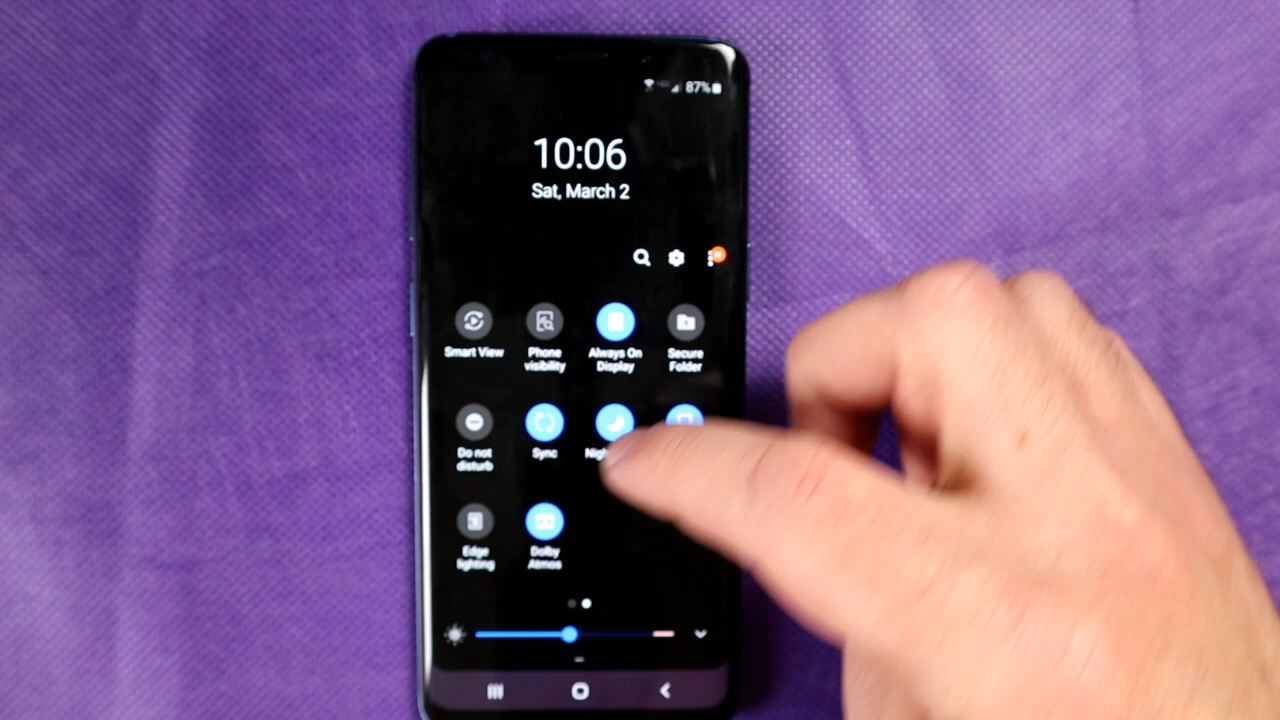 87%
10:06
Sat, March 2
Smart View
Phone
visibility
Always On
Display
Secure
Folder
Do not
disturb
Sync
Edge
lighting
Dolby
Atmos